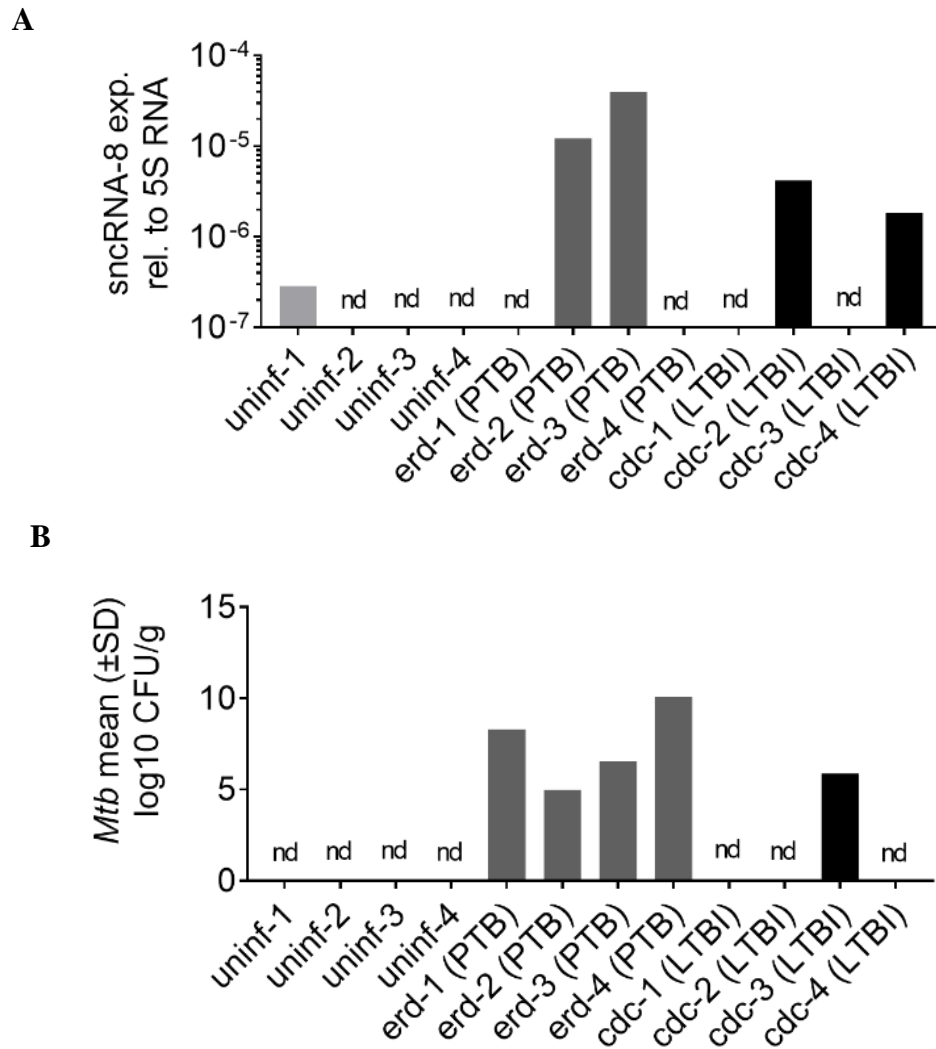 A
sncRNA-8 exp.
rel. to 5S RNA
10-4
10-5
10-6
10-7
nd nd nd nd nd nd nd
uninf-1
uninf-2
uninf-3
uninf-4
erd-1 (PTB)
erd-2 (PTB)
erd-3 (PTB)
erd-4 (PTB)
cdc-1 (LTBI)
cdc-2 (LTBI)
cdc-3 (LTBI)
cdc-4 (LTBI)
B
Mtb mean (±SD)
log10 CFU/g
15
10
5
0
nd nd nd nd nd nd nd
uninf-1
uninf-2
uninf-3
uninf-4
erd-1 (PTB)
erd-2 (PTB)
erd-3 (PTB)
erd-4 (PTB)
cdc-1 (LTBI)
cdc-2 (LTBI)
cdc-3 (LTBI)
cdc-4 (LTBI)